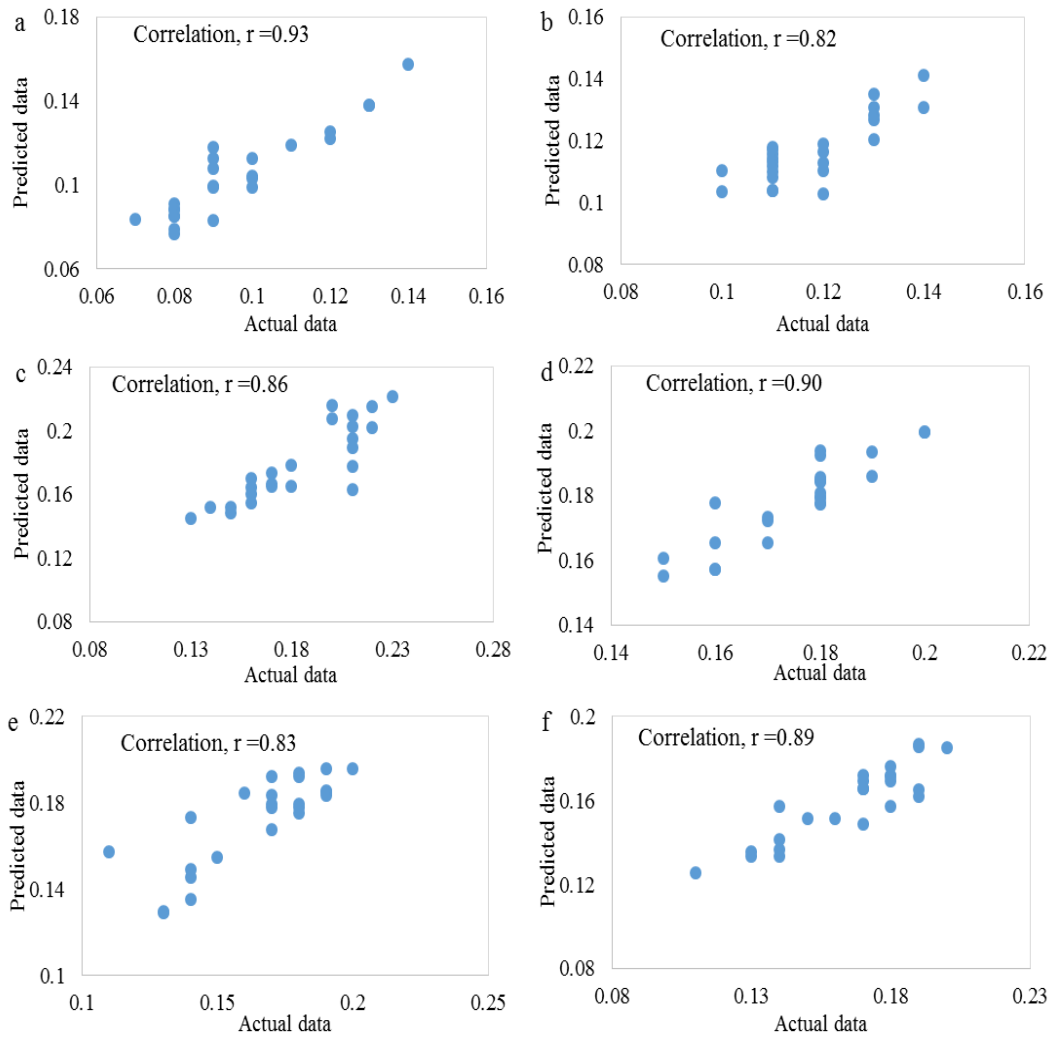 a
Correlation, r =0.93
Predicted data
0.18
0.14
0.1
0.06
0.06 0.08 0.1 0.12 0.14 0.16
Actual data
b
Correlation, r =0.82
Predicted data
0.16
0.14
0.12
0.1
0.08
0.08 0.1 0.12 0.14 0.16
Actual data
c
Correlation, r =0.86
Predicted data
0.24
0.2
0.16
0.12
0.08
0.08 0.13 0.18 0.23 0.28
Actual data
d
Correlation, r =0.90
Predicted data
0.22
0.2
0.18
0.16
0.14
0.14 0.16 0.18 0.2 0.22
Actual data
e
Correlation, r =0.83
Predicted data
0.22
0.18
0.14
0.1
0.1 0.15 0.2 0.25
Actual data
f
Correlation, r =0.89
Predicted data
0.2
0.16
0.12
0.08
0.08 0.13 0.18 0.23
Actual data